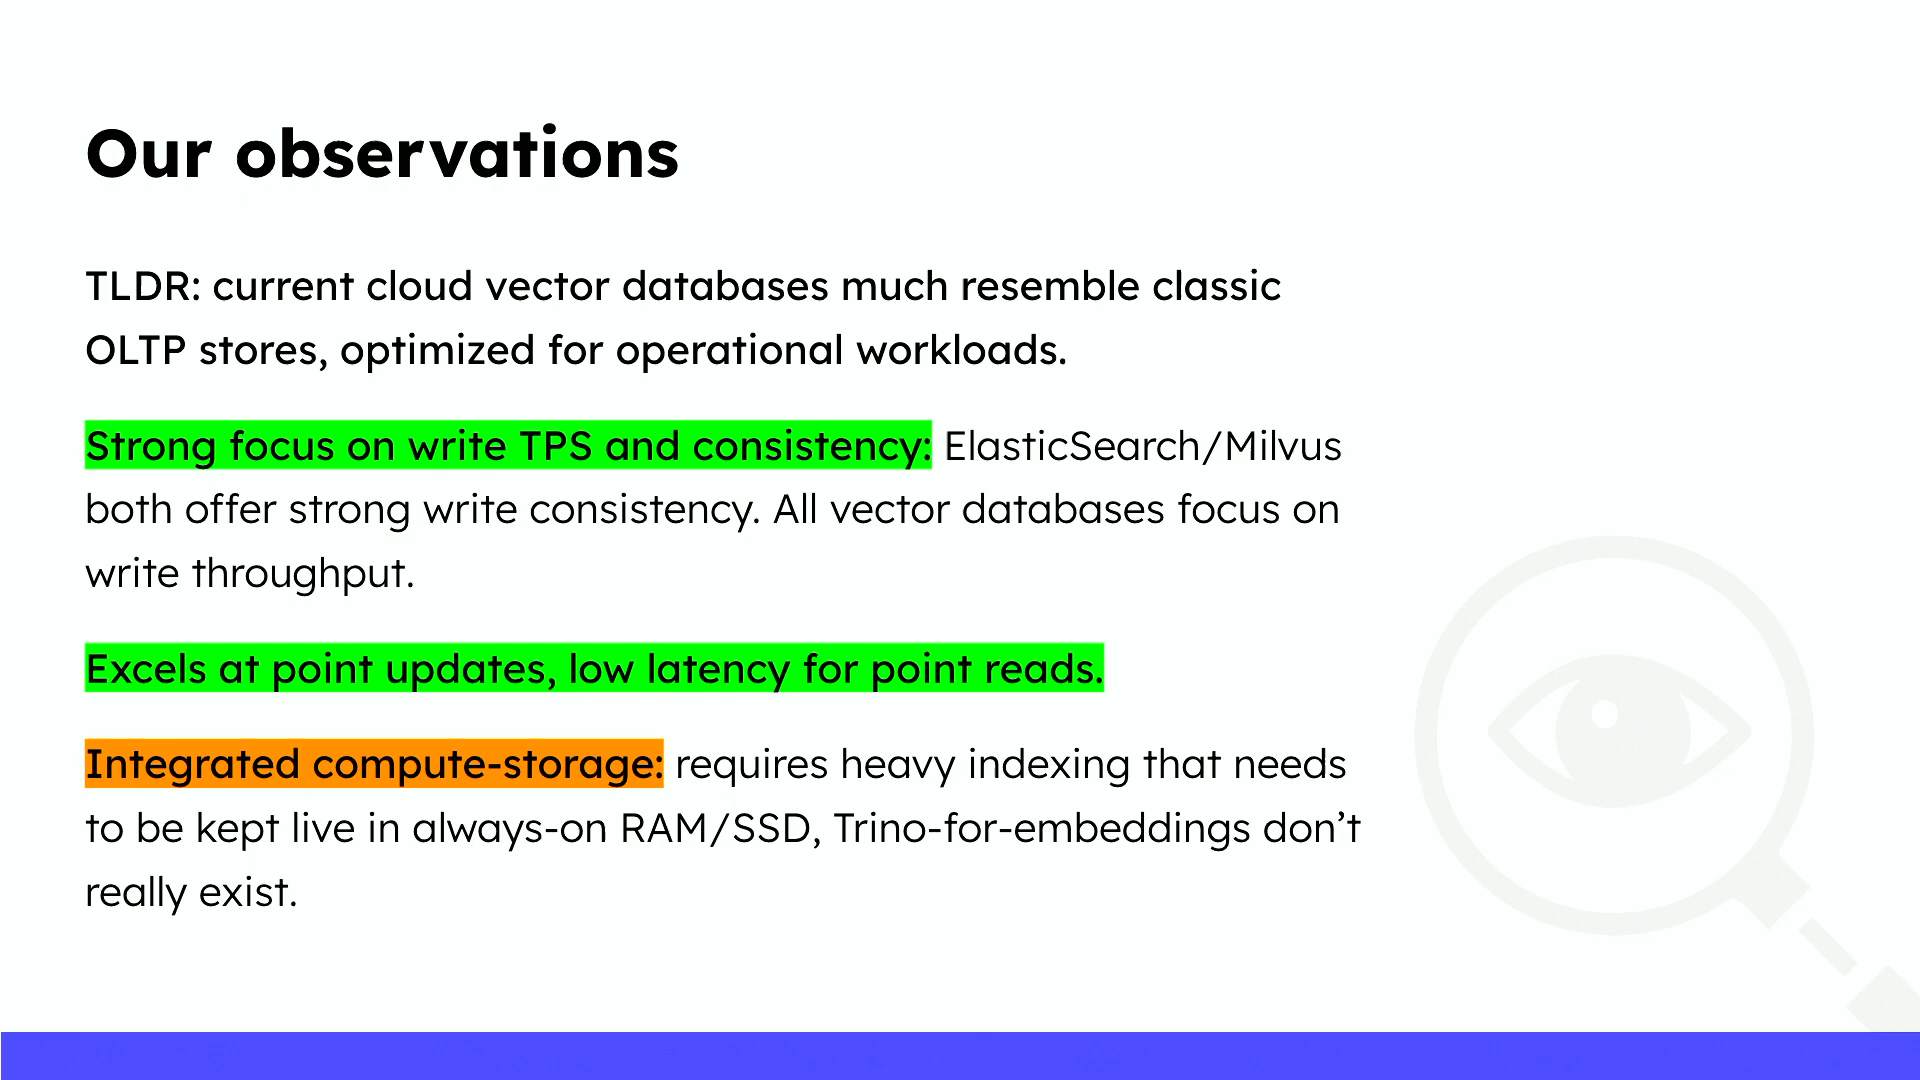 Our observations
TLDR: current cloud vector databases much resemble classic
OLTP stores, optimized for operational workloads.
Strong focus on write TPS and consistency: ElasticSearch/Milvus
both offer strong write consistency. All vector databases focus on
write throughput.
Excels at point updates, low latency for point reads.
Integrated compute-storage: requires heavy indexing that needs
to be kept live in always-on RAM/SSD, Trino-for-embeddings don’t
really exist.